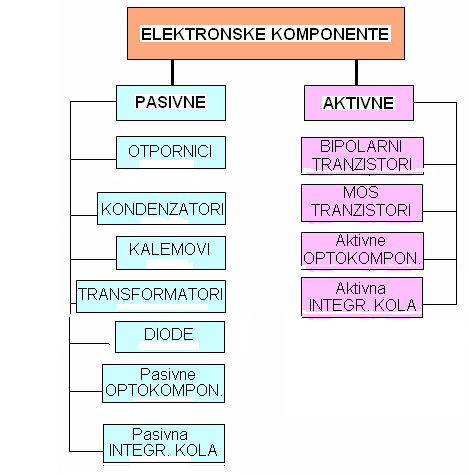 ELEKTRONSKE KOMPONENTE
PASIVNE
OTPORNICI
KONDENZATORI
KALEMOVI
TRANSFORMATORI
DIODE
Pasivne
OPTOKOMPON.
Pasivna
INTEGR. KOLA
AKTIVNE
BIPOLARNI
TRANZISTORI
MOS
TRANZISTORI
Aktivne
OPTOKOMPON.
Aktivna
INTEGR. KOLA